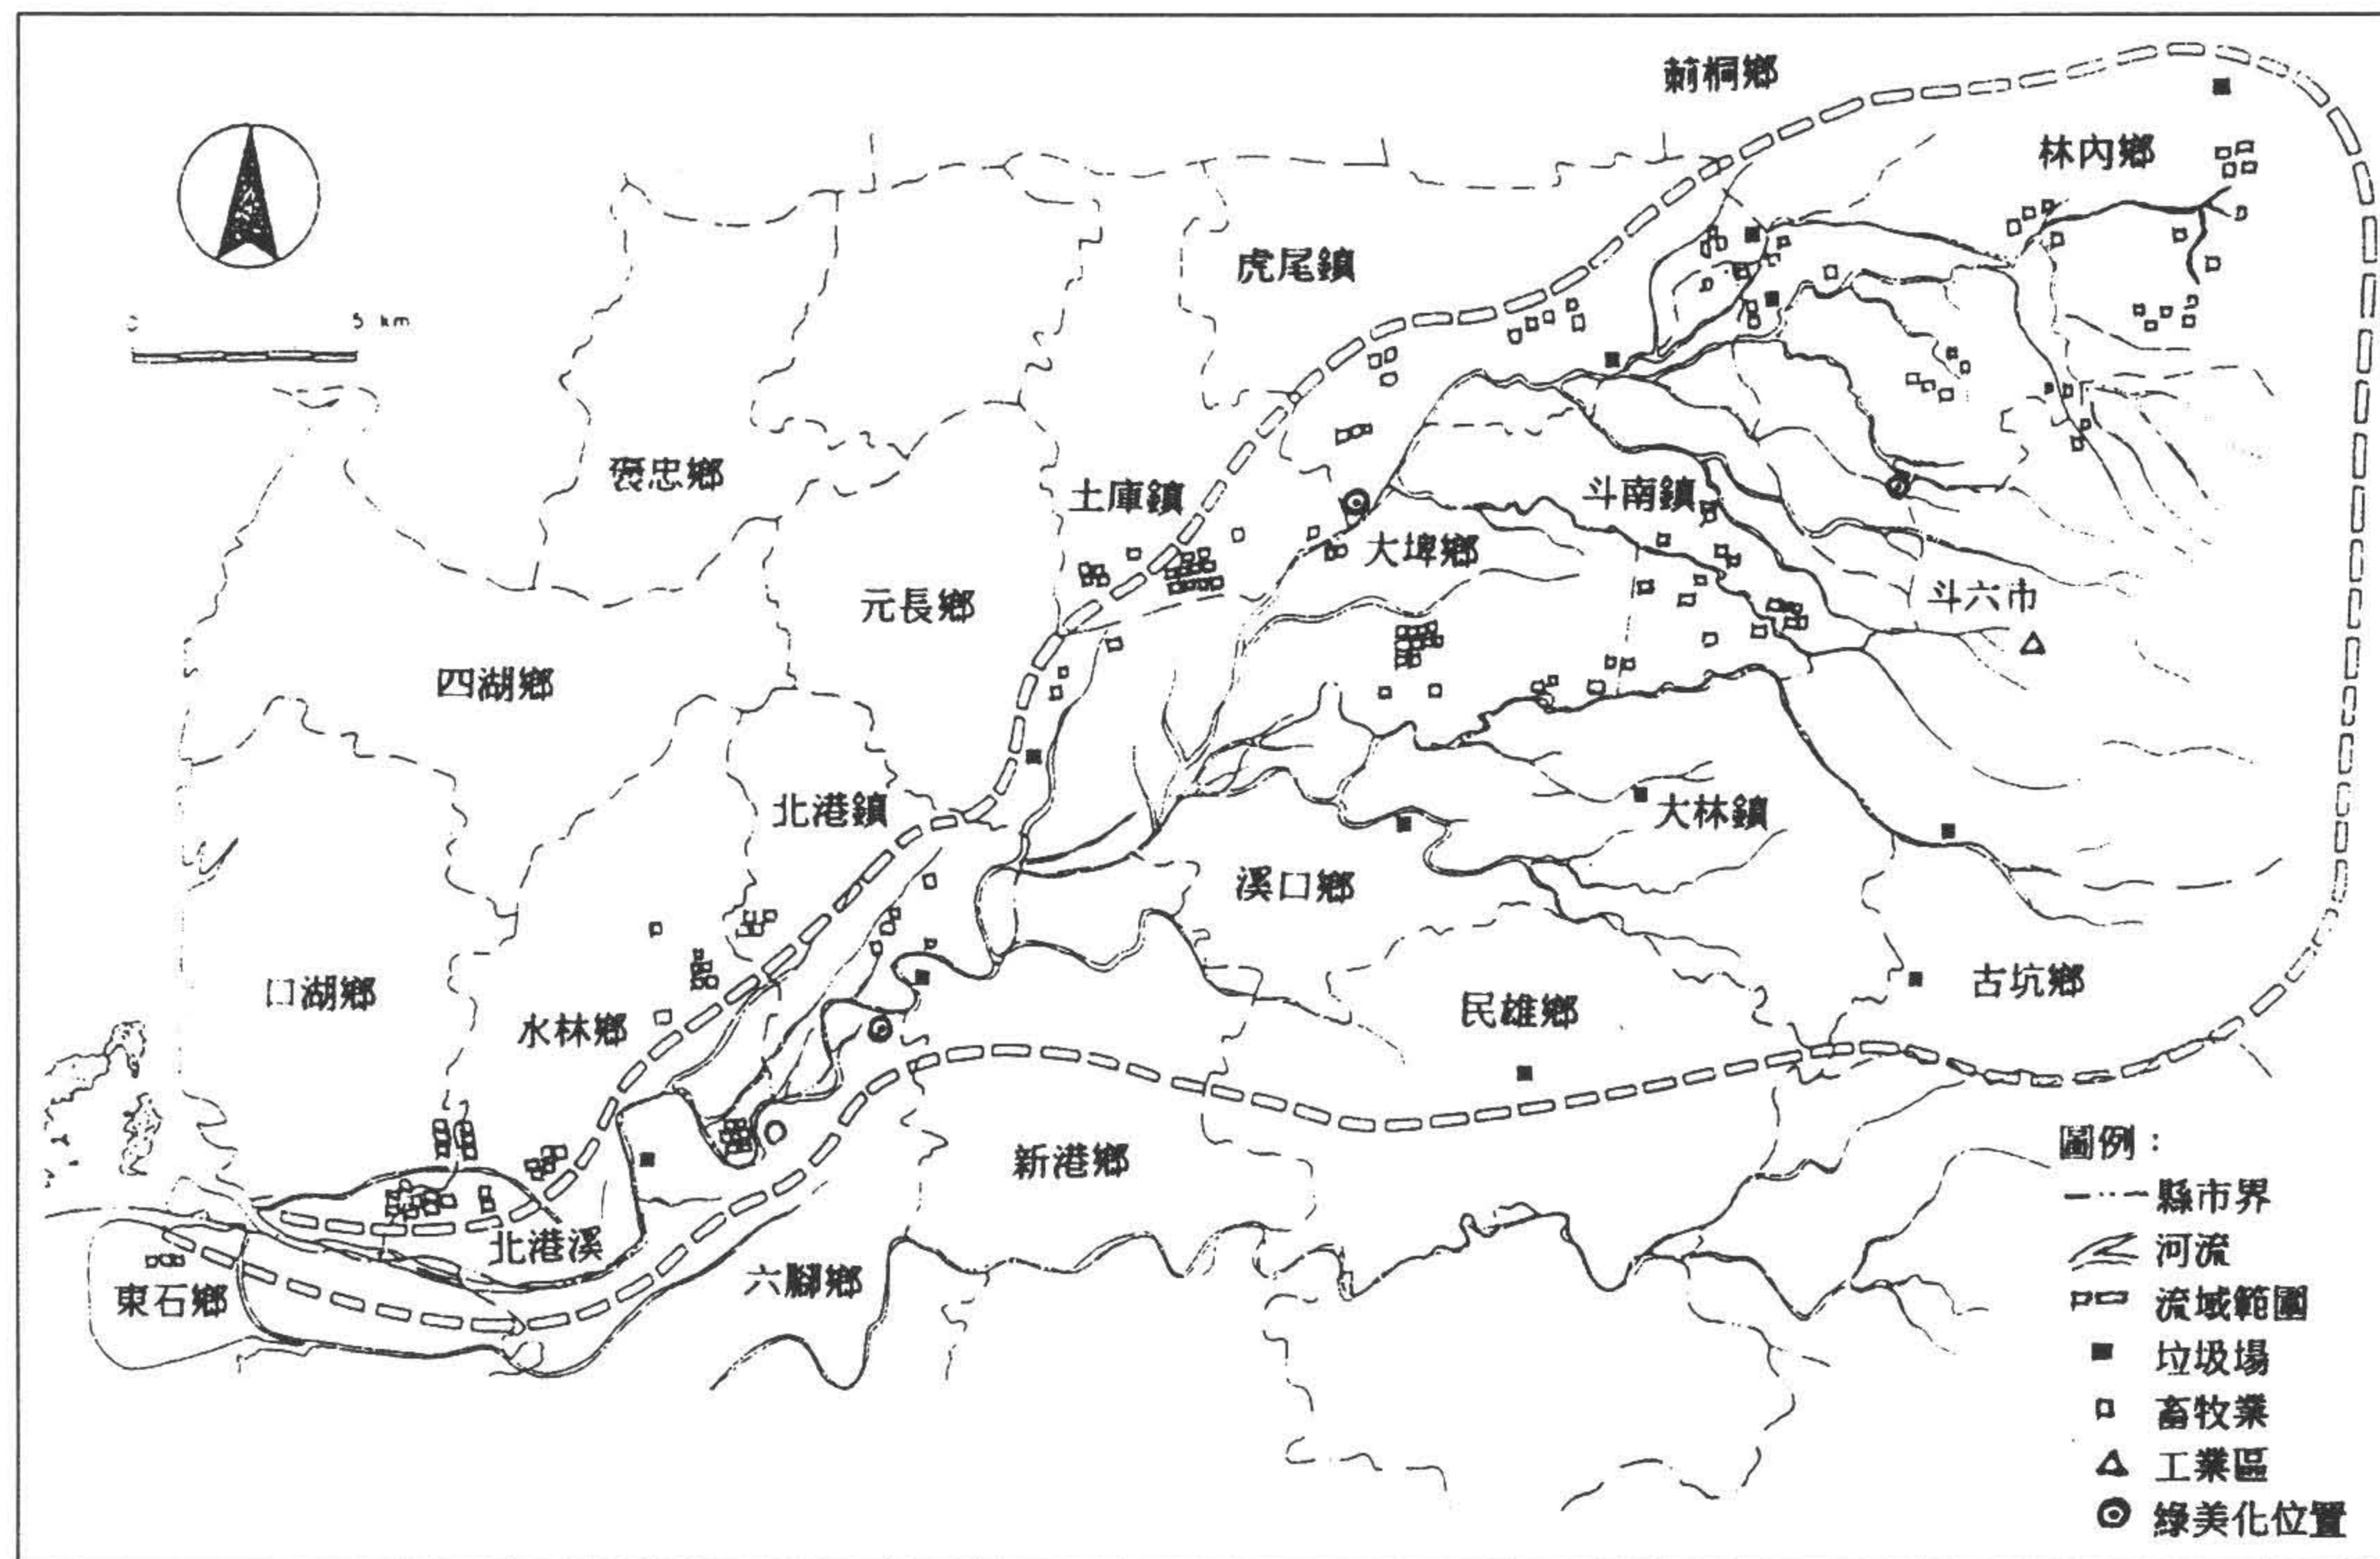 莿桐鄉
林內鄉
虎尾鎮
5 km
褒忠鄉
土庫鎮
斗南鎮
大埤鄉
元長鄉
斗六市
四湖鄉
北港鎮
大林鎮
溪口鄉
口湖鄉
水林鄉
民雄鄉
古坑鄉
新港鄉
北港溪
六腳鄉
東石鄉
圖例：
縣市界
河流
流域範圍
垃圾場
畜牧業
工業區
綠美化位置